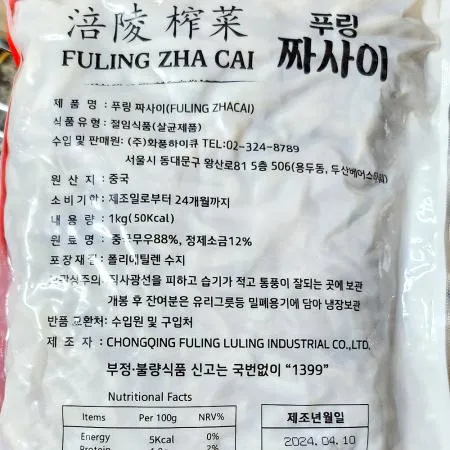 涪陵 榨菜
FULING ZHA CAI
푸링
짜사이
제 품 명 : 푸링 짜사이(FULING ZHACAI)
식 품 유 형 : 절임식품(살균제품)
수입 및 판매원: (주)화풍하이큐 TEL:02-324-8789
서울시 동대문구 왕산로81 5층 506(용두동, 두산베어스타워)
원 산 지 : 중국
소 비 기 한 : 제조일로부터 24개월까지
내 용 량 : 1kg(50Kcal)
원 료 명 : 중국무우88%, 정제소금12%
포 장 재 질 : 폴리에틸렌 수지
직사광선을 피하고 습기가 적고 통풍이 잘되는 곳에 보관
개봉 후 잔여분은 유리그릇등 밀폐용기에 담아 냉장보관
반품 교환처: 수입원 및 구입처
제 조 자 : CHONGQING FULING LULING INDUSTRIAL CO.,LTD.
부정·불량식품 신고는 국번없이 "1399"
Nutritional Facts
Items Per 100g NRV%
Energy 5Kcal 0%
Protein 2%
제조년월일
2024. 04. 10